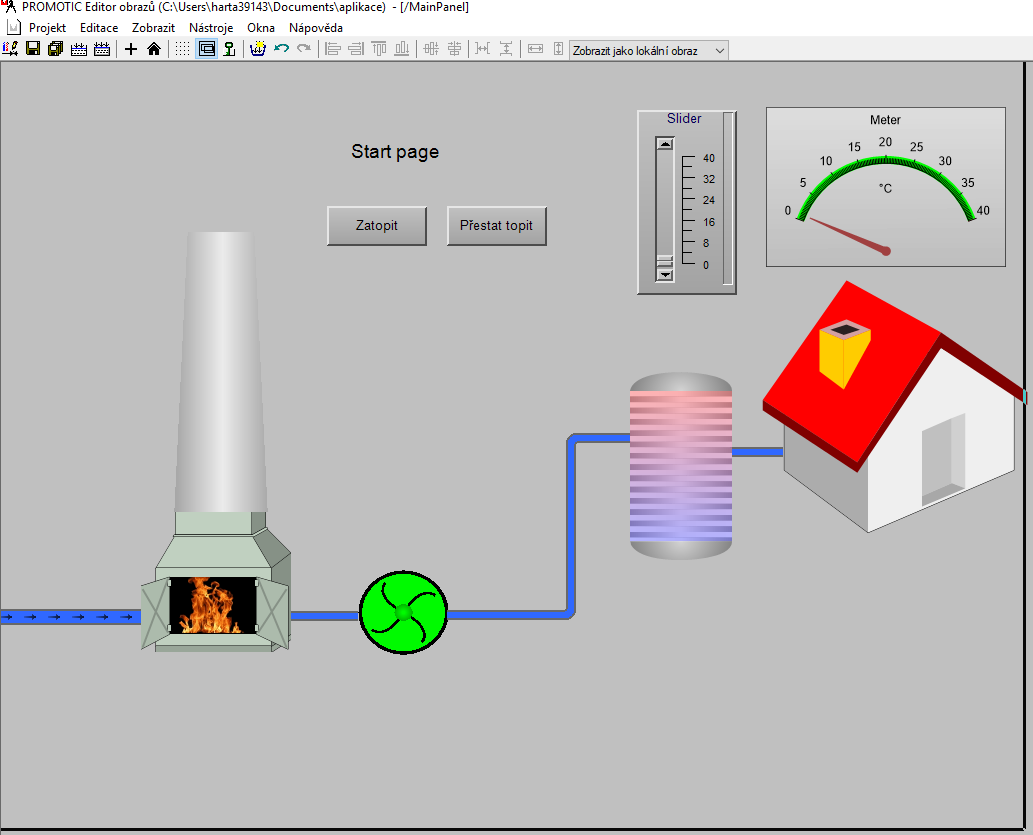 PROMOTIC Editor obrazů (C:\Users\harta39143\Documents\aplikace) - [/MainPanel]
Projekt Editace Zobrazit Nástroje Okna Nápověda
Zobrazit jako lokální obraz
Start page
Zatopit
Přestat topit
Slider
40
32
24
16
8
0
Meter
0
5
10
15
20
25
30
35
40
°C